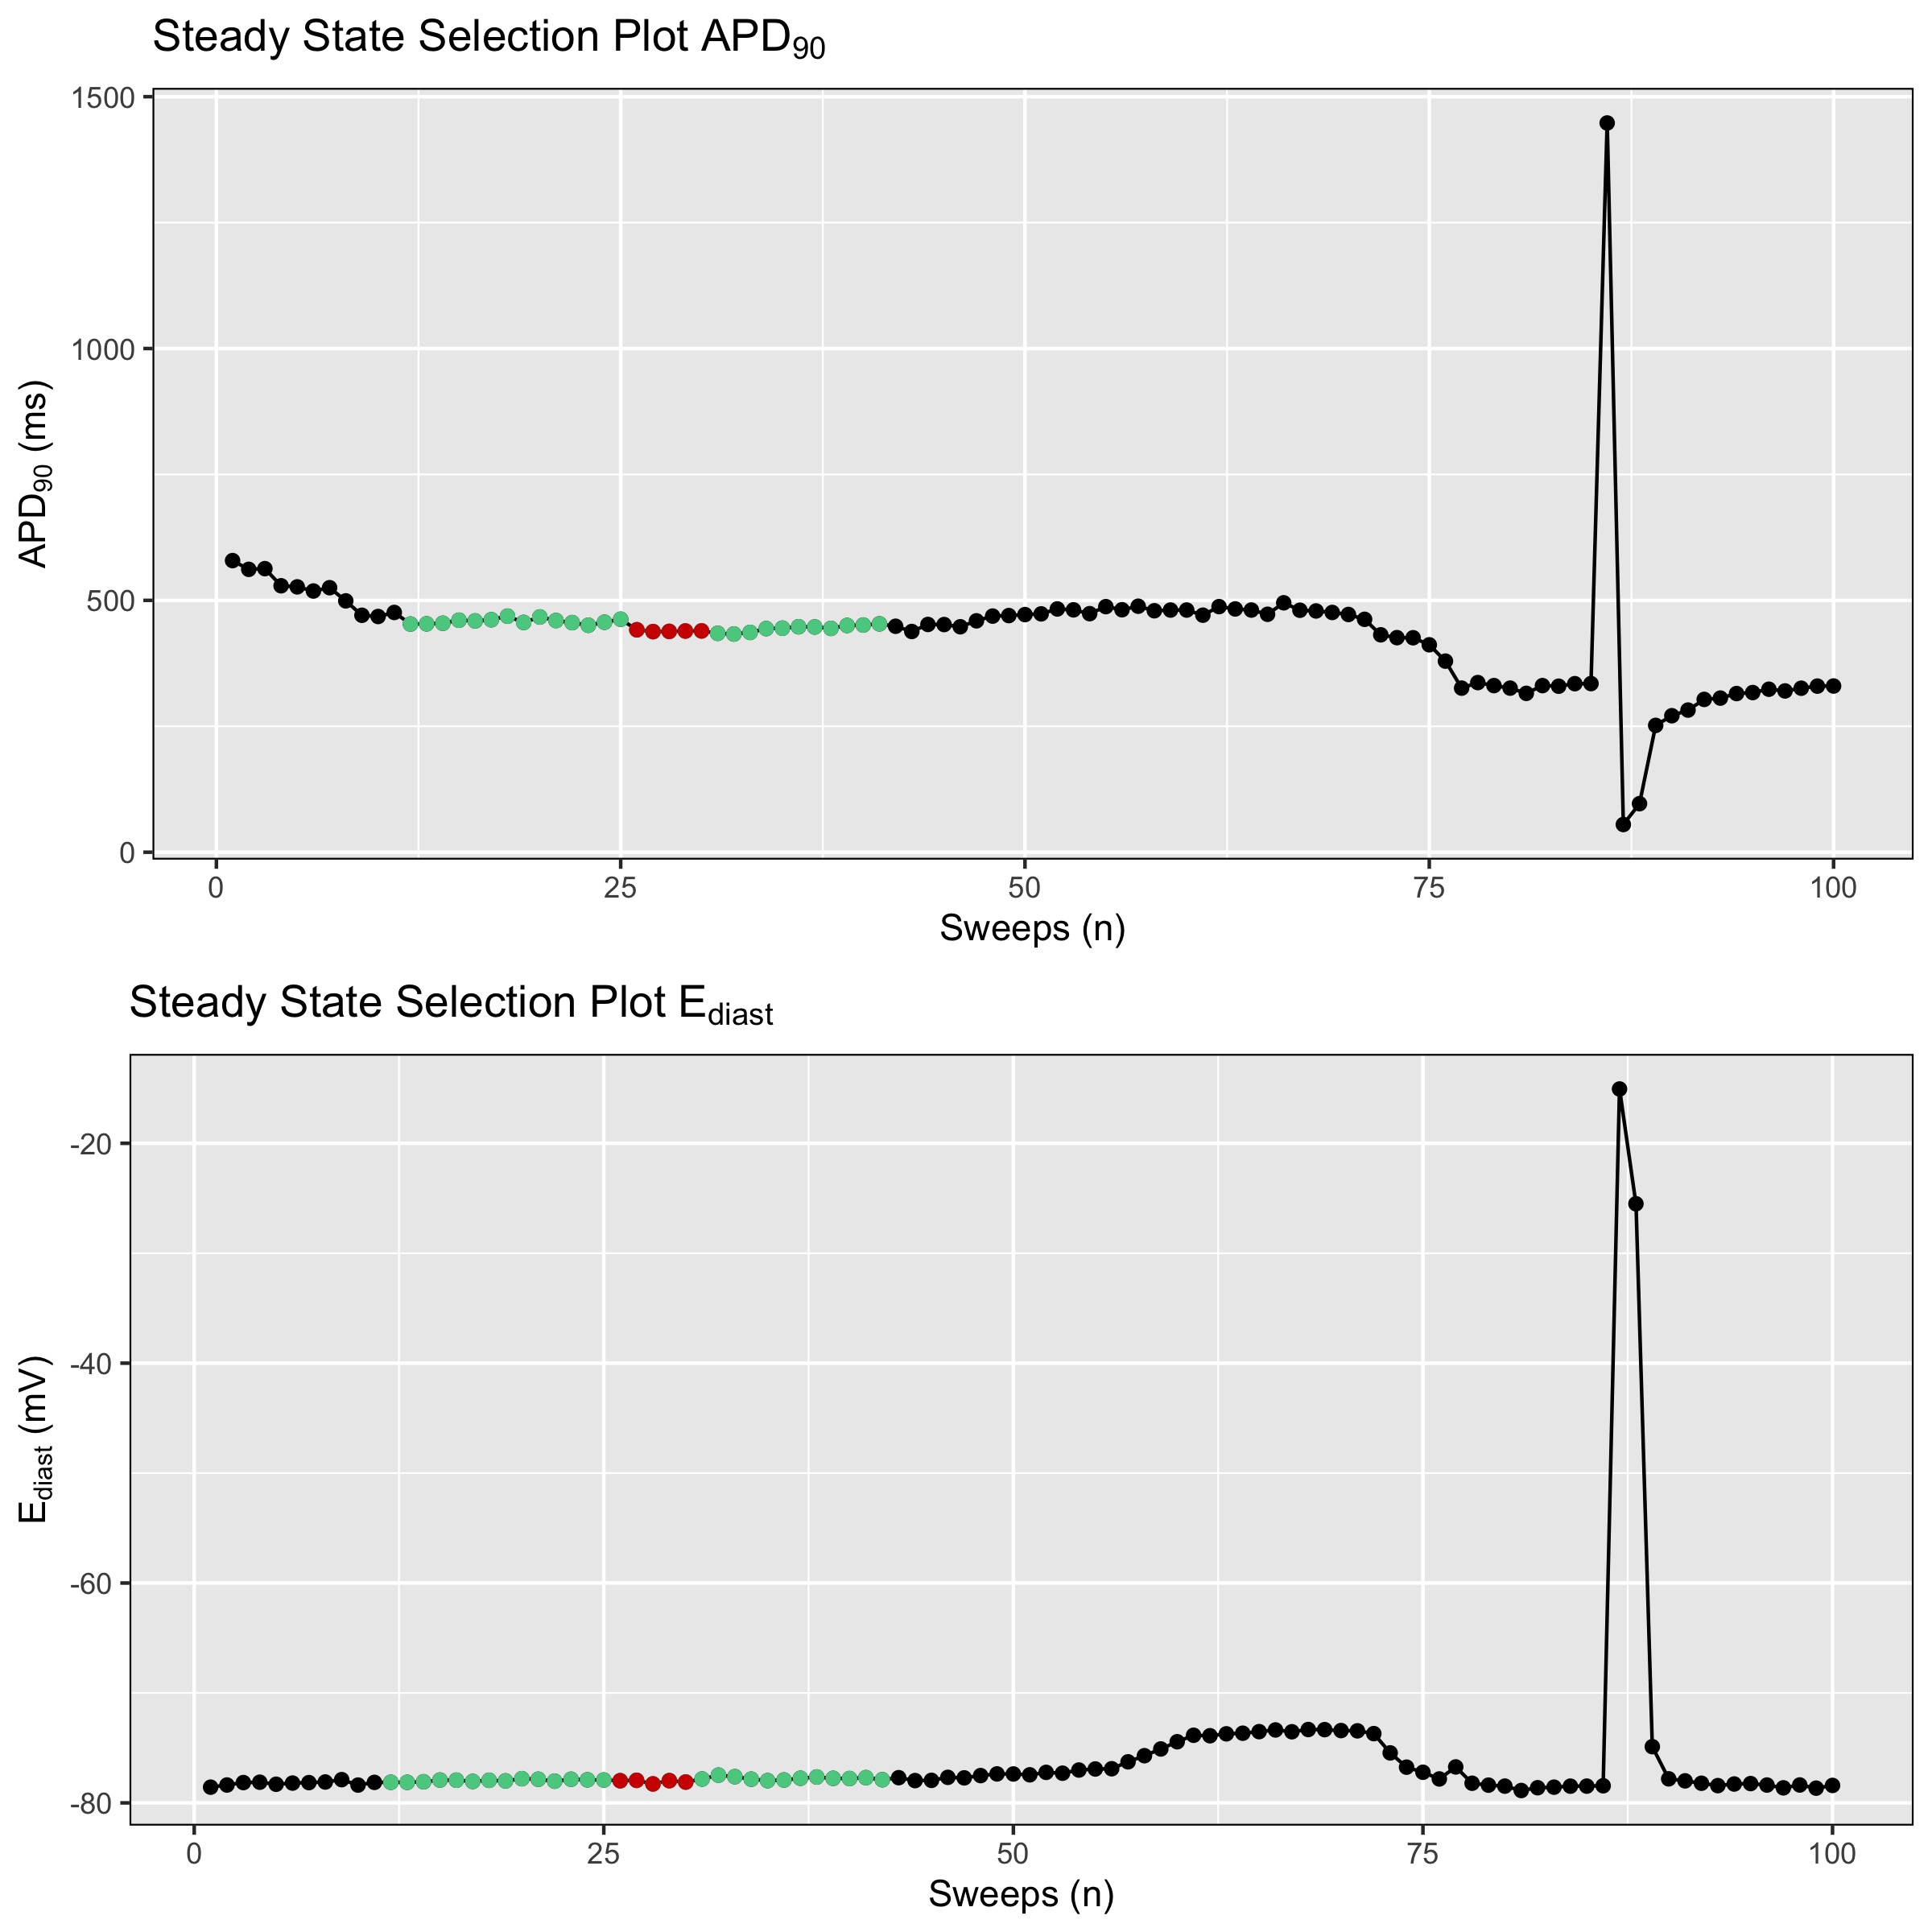 Steady State Selection Plot APD90
1500
1000
500
0
APD90 (ms)
0 25 50 75 100
Sweeps (n)
Steady State Selection Plot Ediast
-20
-40
-60
-80
Ediast (mV)
0 25 50 75 100
Sweeps (n)